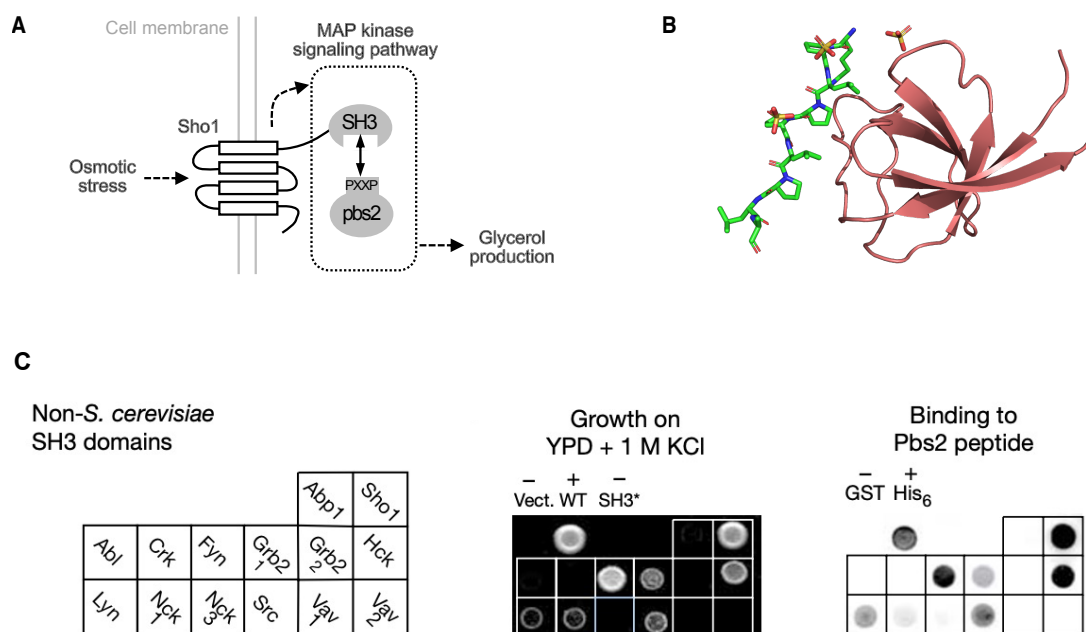 A
Cell membrane
MAP kinase
signaling pathway
Sho1
SH3
Osmotic
stress
PXXP
pbs2
Glycerol
production
B
C
Non-S. cerevisiae
SH3 domains
Growth on
YPD + 1 M KCl
Binding to
Pbs2 peptide
− + −
Vect. WT SH3*
− +
GST His6
Abp1 Sho1
Abl Crk Fyn Grb2 1 Grb2 2 Hck
Lyn Nck 1 Nck 3 Src Vav 1 Vav 2